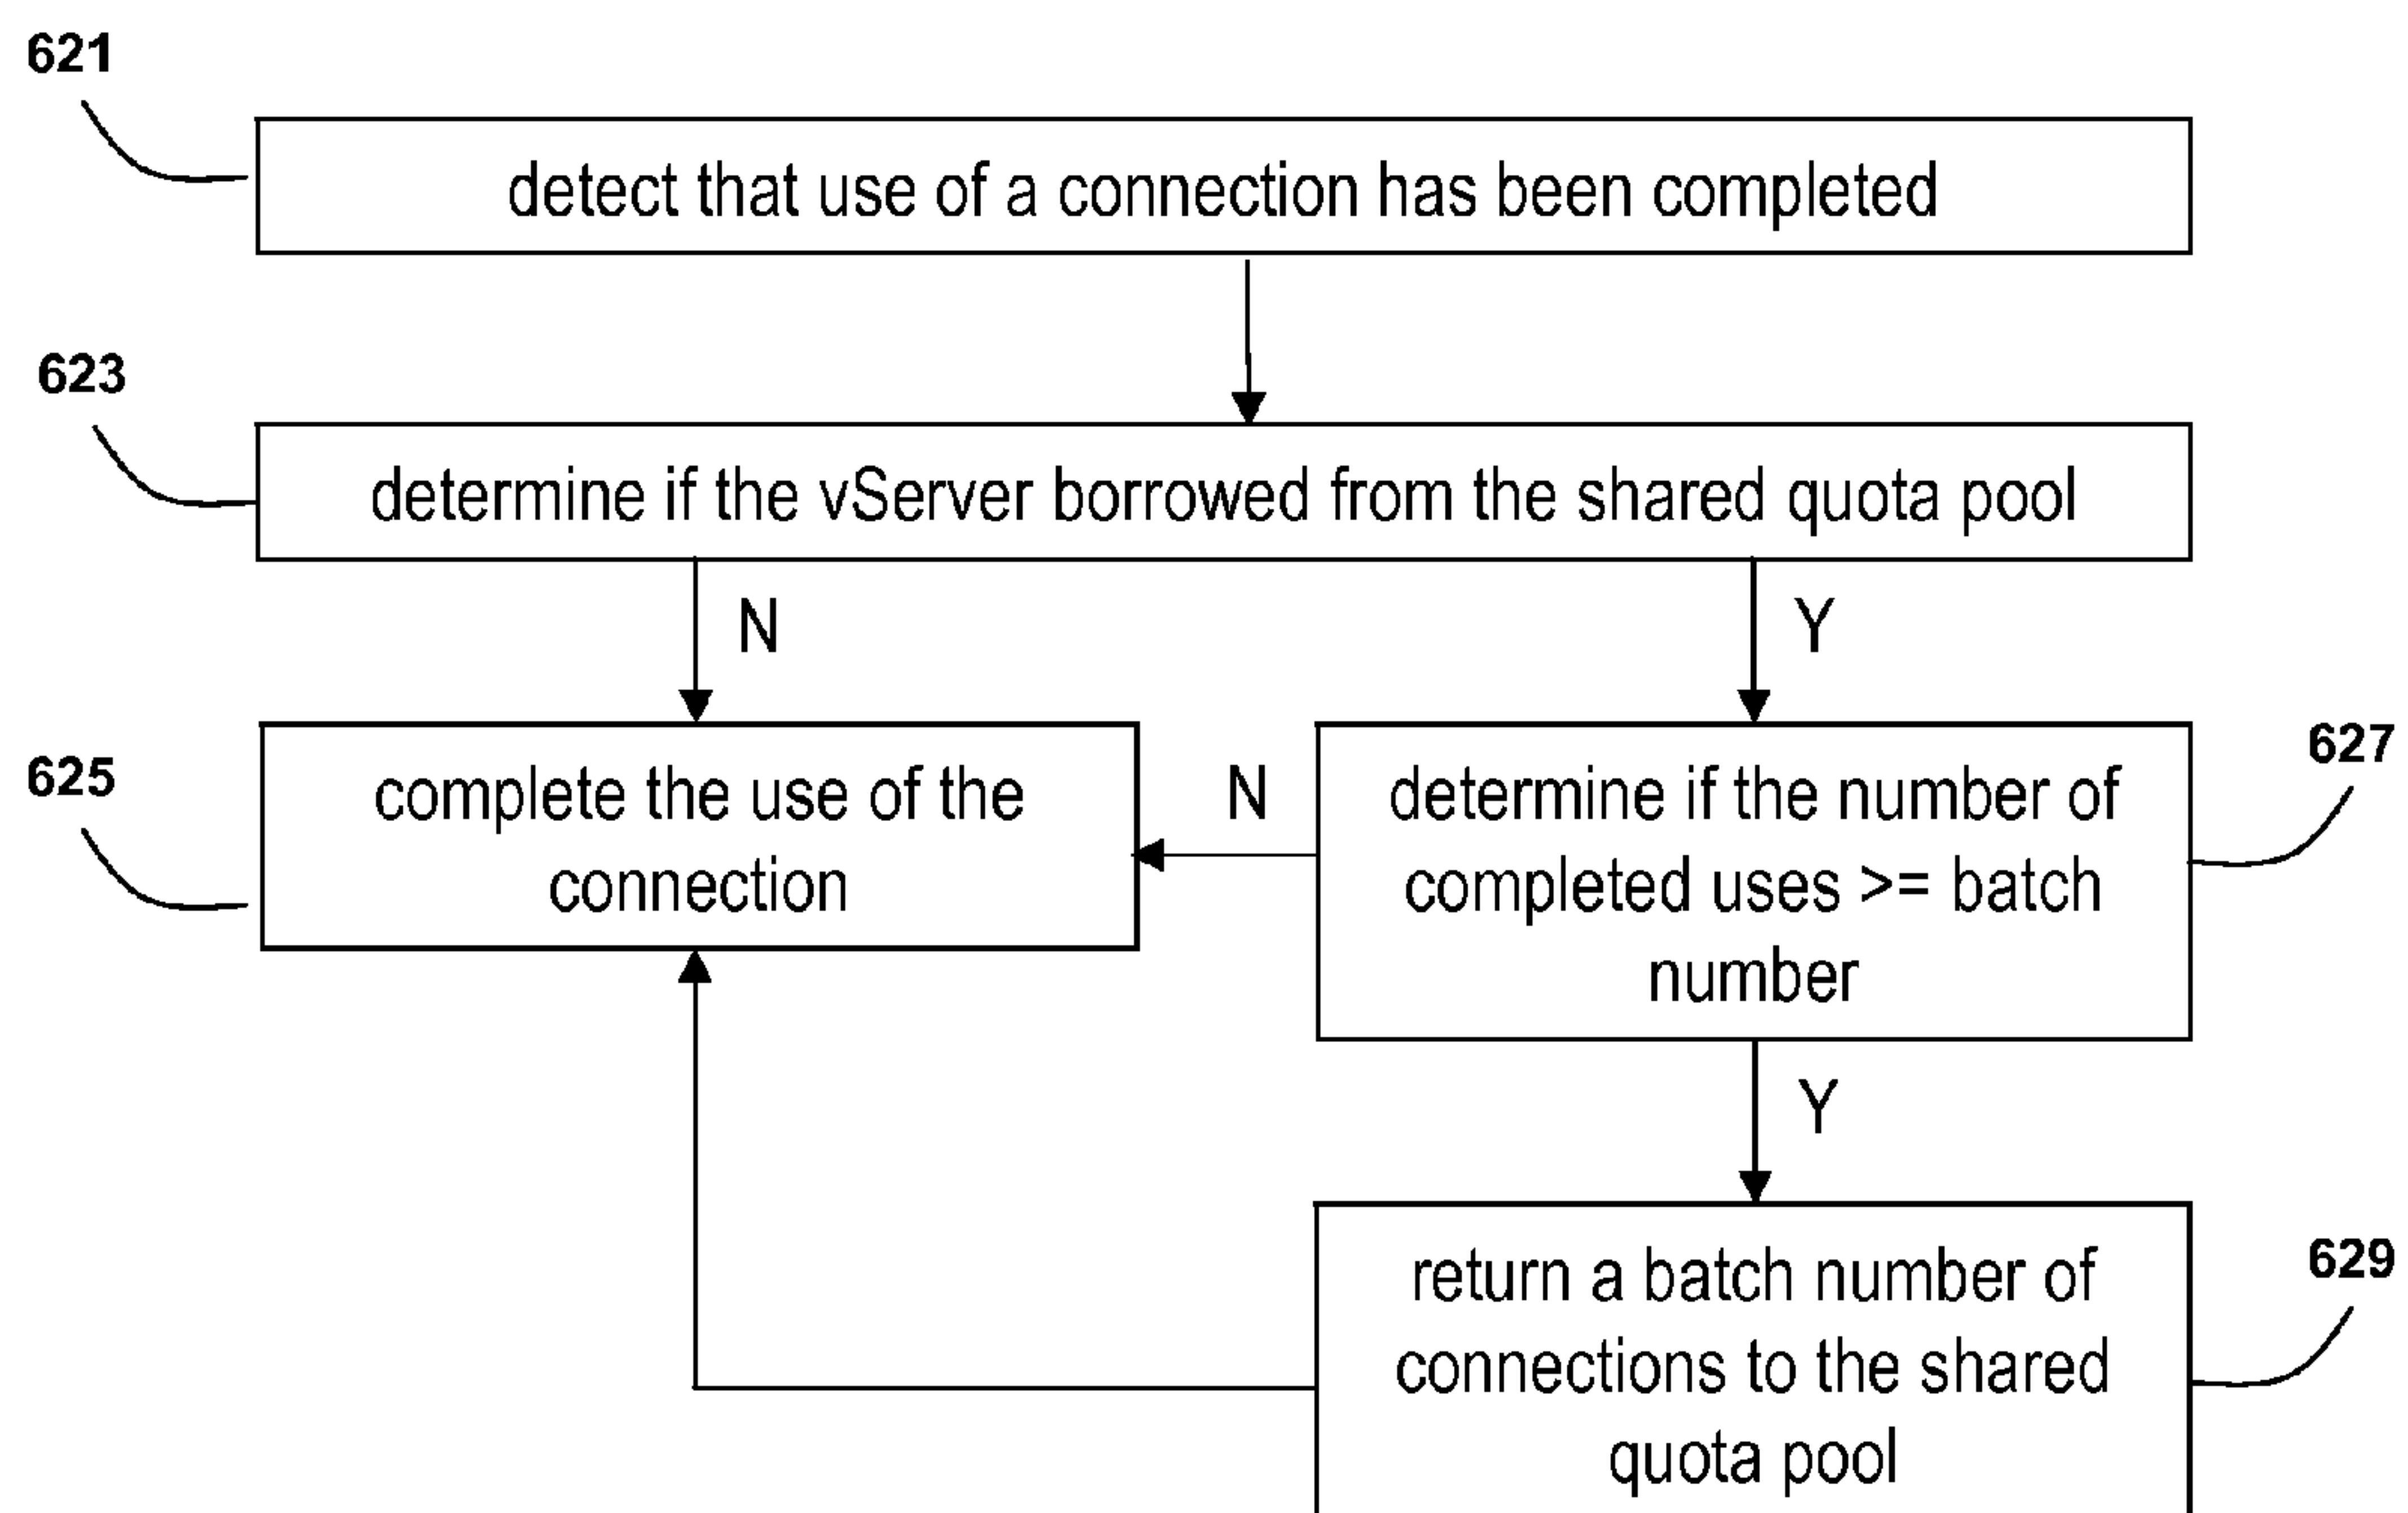 621
detect that use of a connection has been completed
623
determine if the vServer borrowed from the shared quota pool
N
Y
625
complete the use of the
connection
N
determine if the number of
completed uses >= batch
number
627
Y
return a batch number of
connections to the shared
quota pool
629